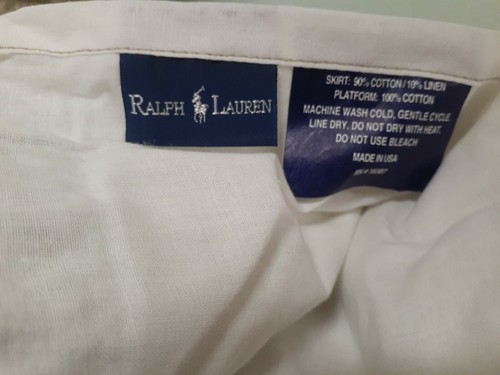 RALPH LAUREN
SKIRT: 90% COTTON / 10% LINEN
PLATFORM: 100% COTTON
MACHINE WASH COLD, GENTLE CYCLE
LINE DRY. DO NOT DRY WITH HEAT.
DO NOT USE BLEACH
MADE IN USA